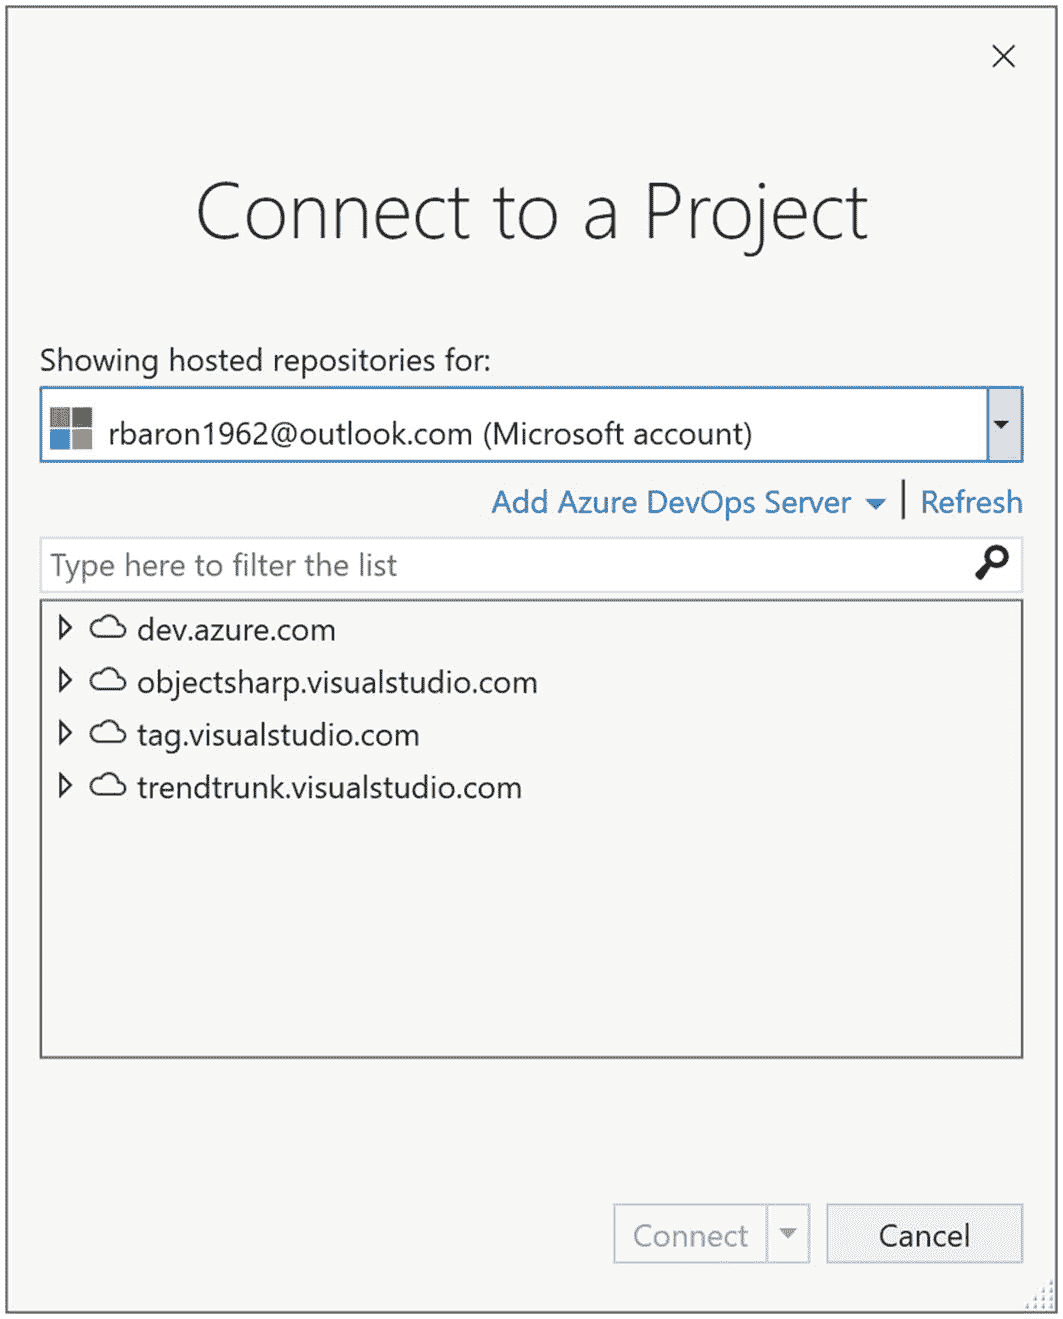 Connect to a Project
Showing hosted repositories for:
rbaron1962@outlook.com (Microsoft account)
Add Azure DevOps Server | Refresh
Type here to filter the list
dev.azure.com
objectsharp.visualstudio.com
tag.visualstudio.com
trendtrunk.visualstudio.com
Connect Cancel